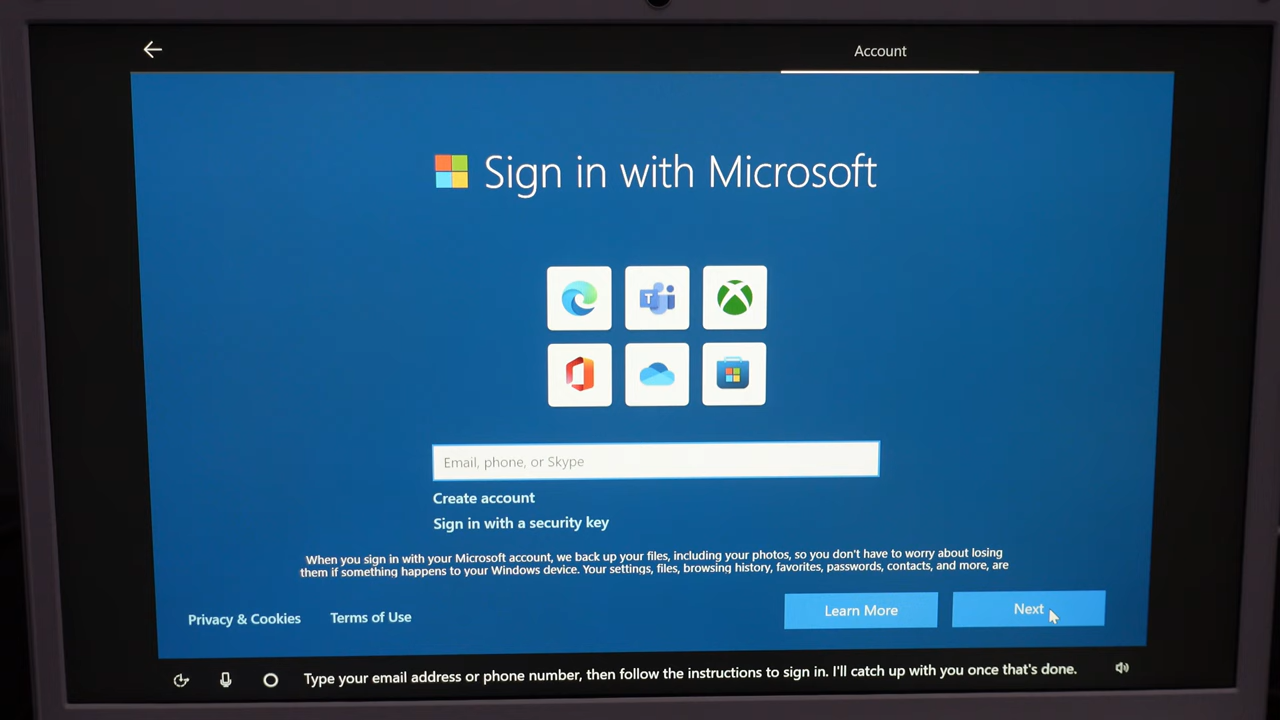 Account
Sign in with Microsoft
T
Email, phone, or Skype
Create account
Sign in with a security key
When you sign in with your Microsoft account, we back up your files, including your photos, so you don't have to worry about losing
them if something happens to your Windows device. Your settings, files, browsing history, favorites, passwords, contacts, and more, are
Privacy & Cookies
Terms of Use
Learn More
Next
Type your email address or phone number, then follow the instructions to sign in. I'll catch up with you once that's done.